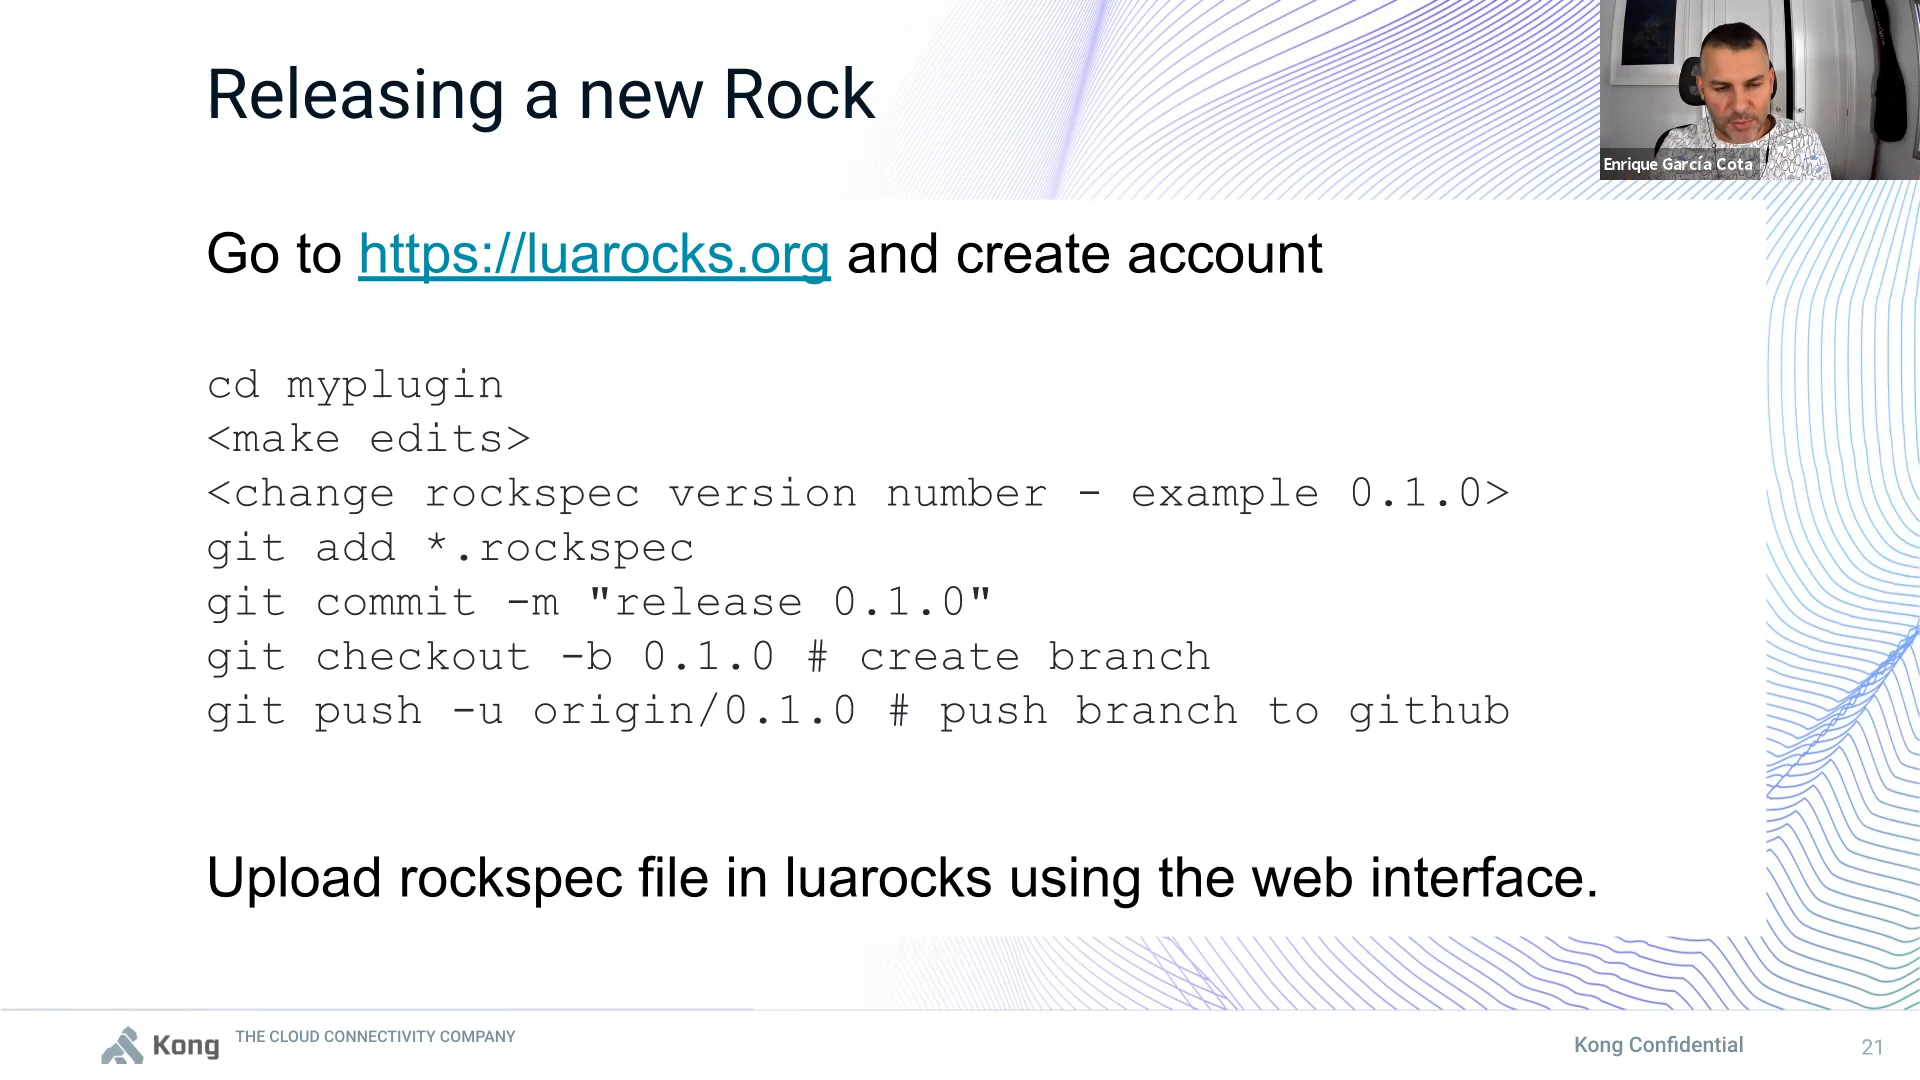 Releasing a new Rock
Enrique García Cota
Go to https://luarocks.org and create account
cd myplugin
<make edits>
<change rockspec version number - example 0.1.0>
git add *.rockspec
git commit -m "release 0.1.0"
git checkout -b 0.1.0 # create branch
git push -u origin/0.1.0 # push branch to github
Upload rockspec file in luarocks using the web interface.
Kong THE CLOUD CONNECTIVITY COMPANY
Kong Confidential
21